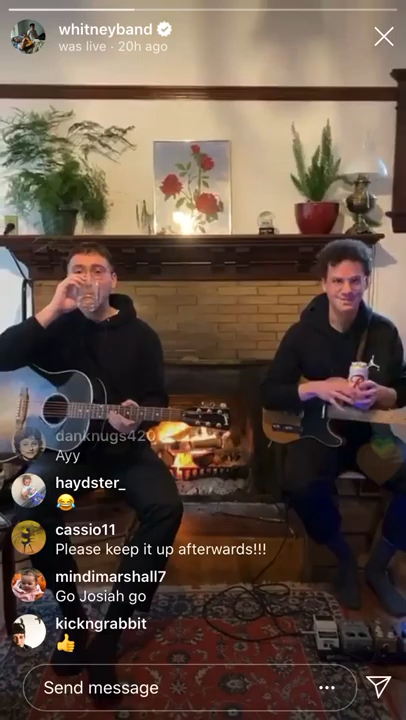 whitneyband
was live · 20h ago
danknugs420
Ayy
haydster_
😂
cassio11
Please keep it up afterwards!!!
mindimarshall7
Go Josiah go
kickngrabbit
👍
Send message